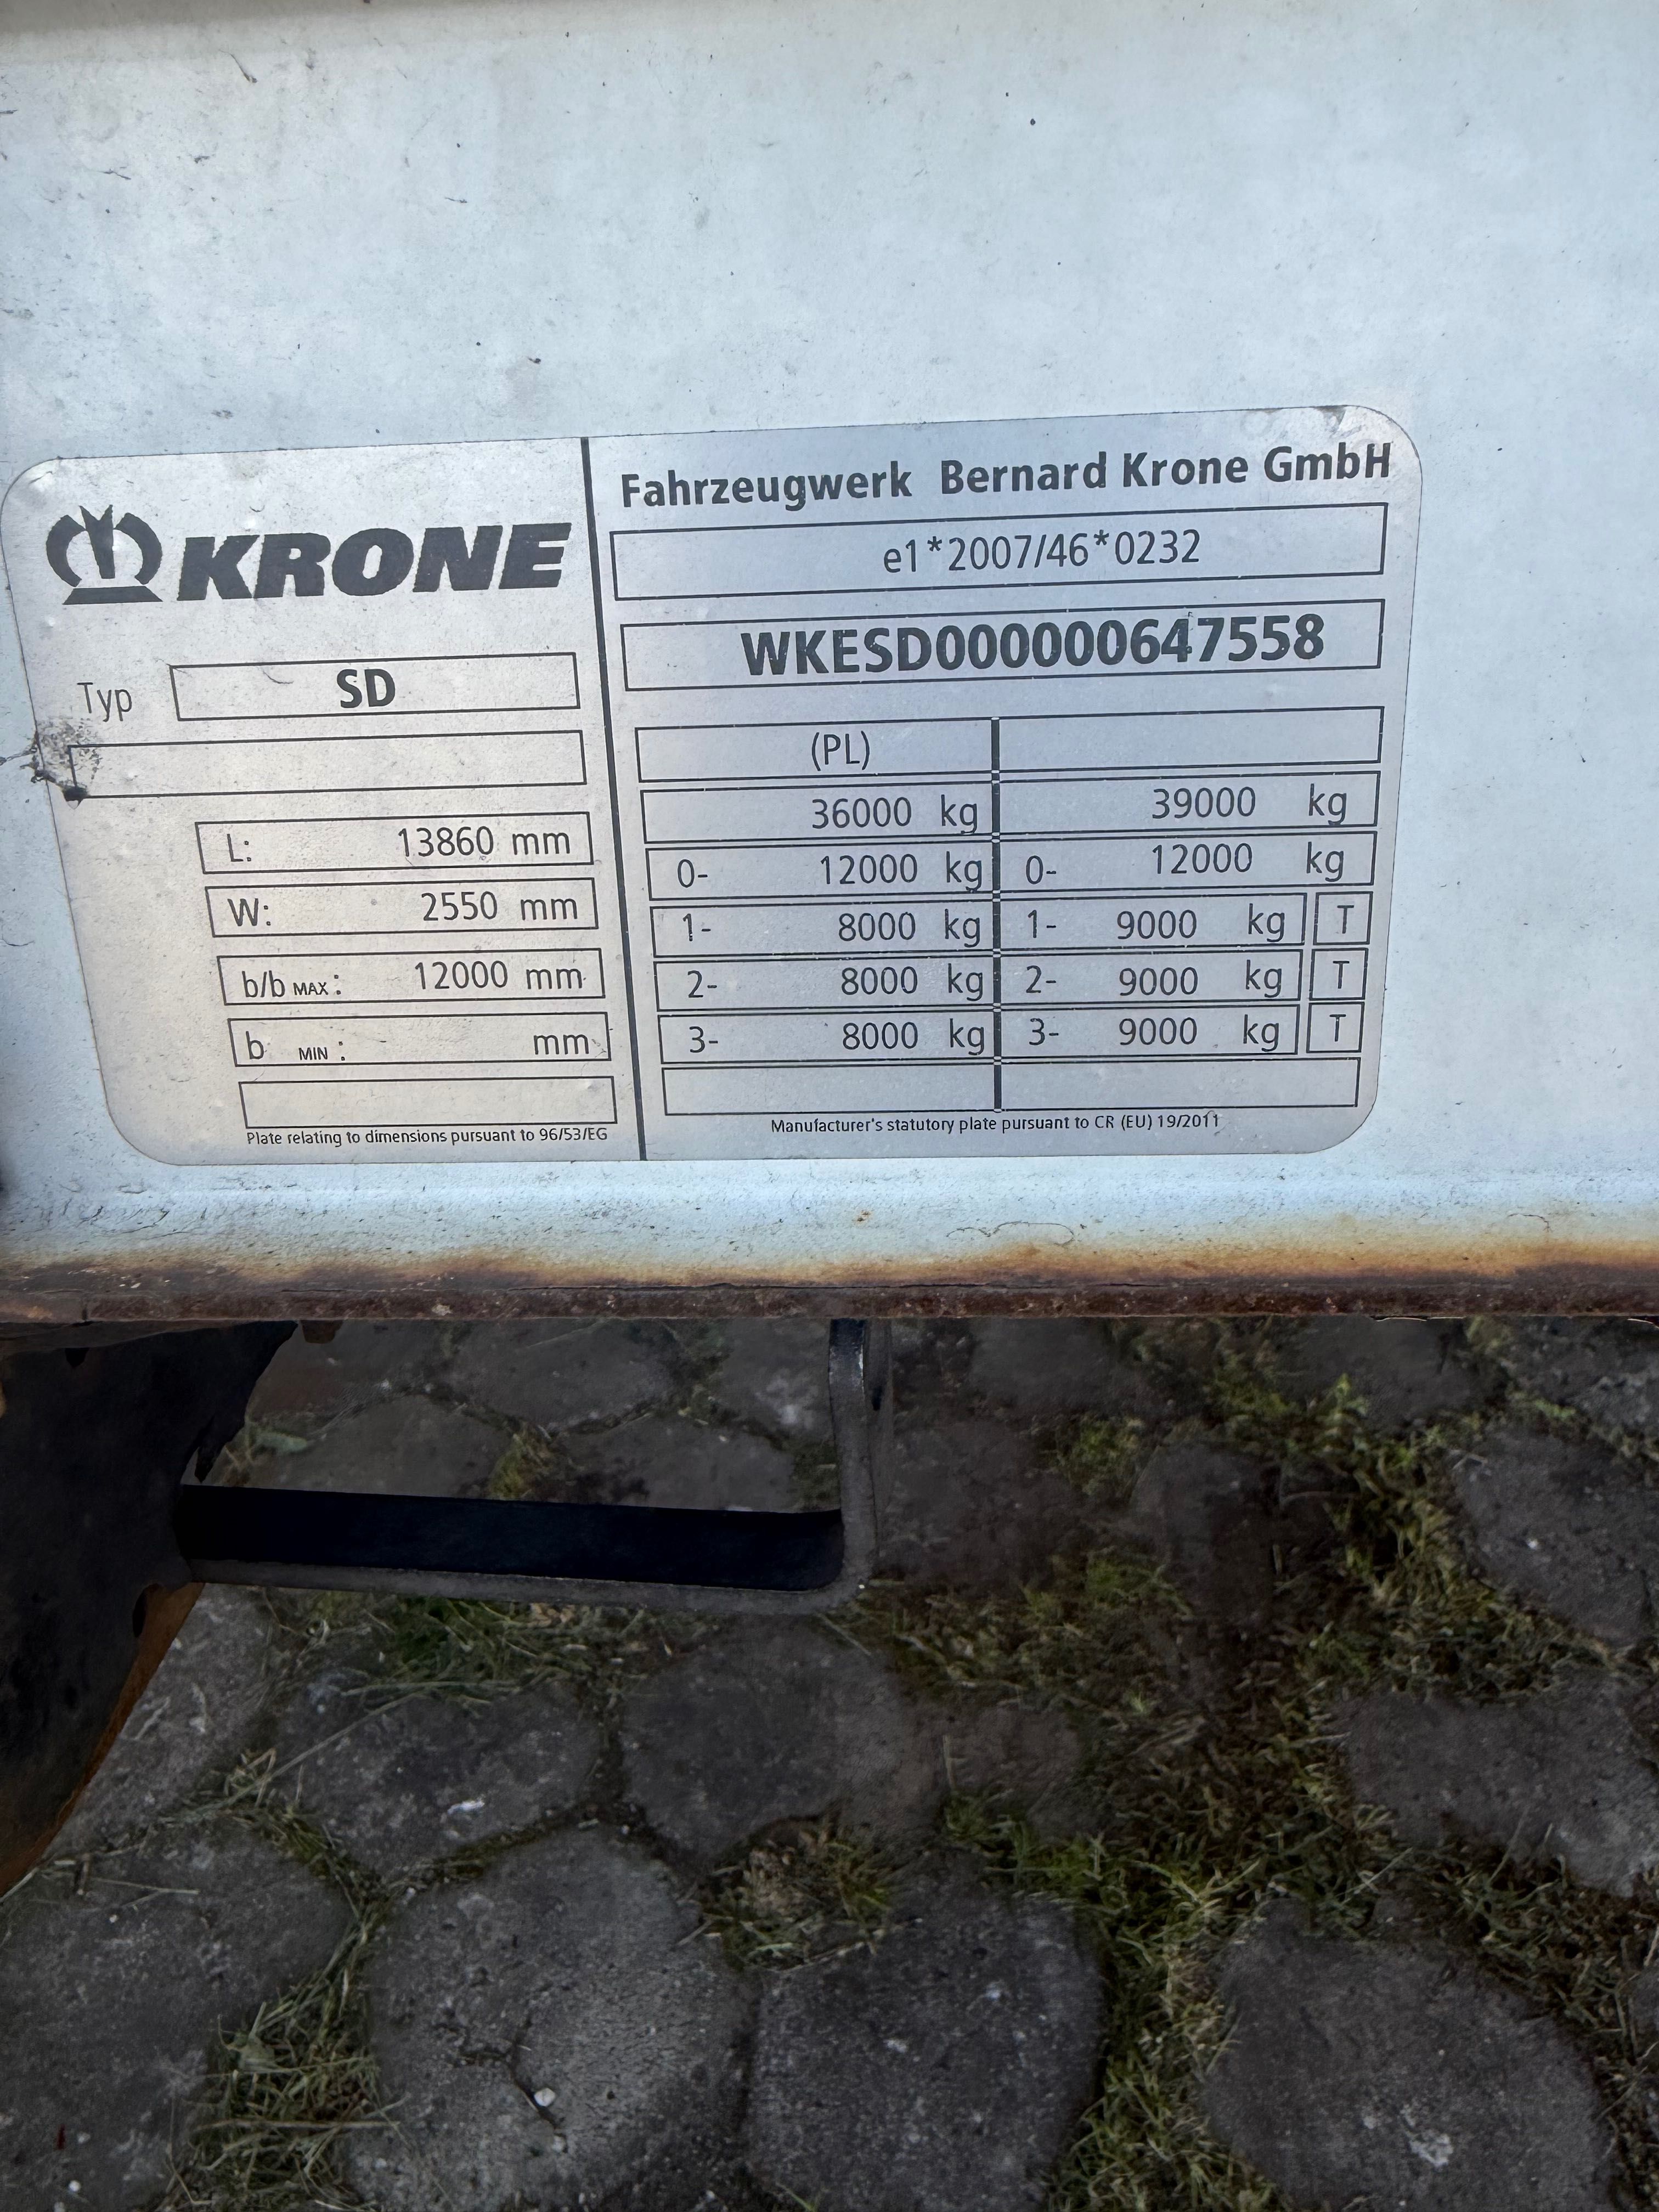 KRONE
Typ SD
L: 13860 mm
W: 2550 mm
b/b MAX: 12000 mm
b MIN: mm
Plate relating to dimensions pursuant to 96/53/EG
Fahrzeugwerk Bernard Krone GmbH
e1*2007/46*0232
WKESD000000647558
(PL)
36000 kg 39000 kg
0- 12000 kg 0- 12000 kg
1- 8000 kg 1- 9000 kg T
2- 8000 kg 2- 9000 kg T
3- 8000 kg 3- 9000 kg T
Manufacturer's statutory plate pursuant to CR (EU) 19/2011